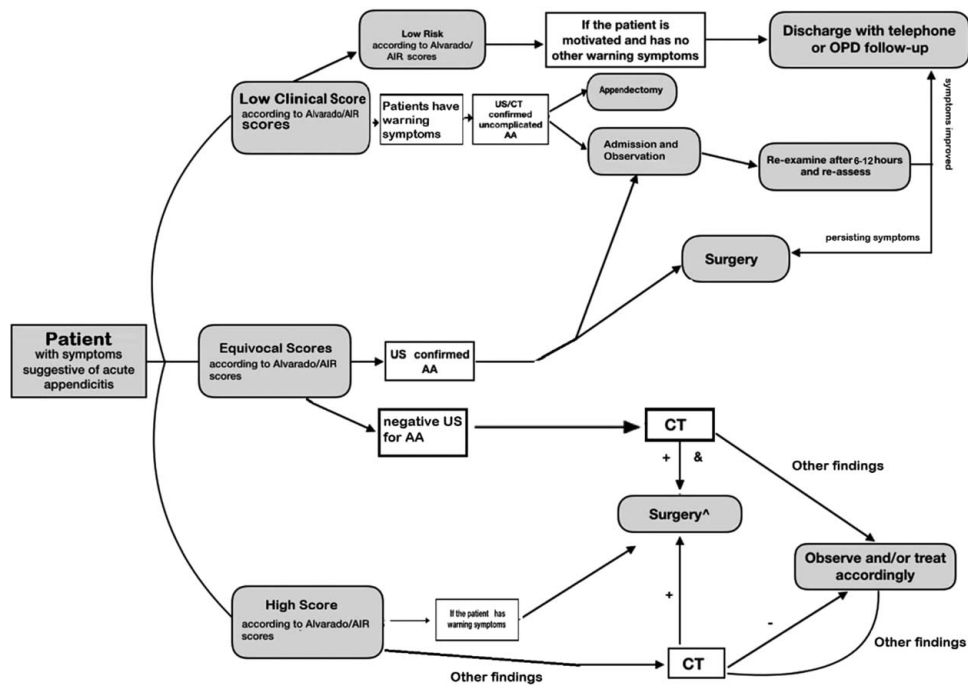 Low Risk
according to Alvarado/
AIR scores
If the patient is
motivated and has no
other warning symptoms
Discharge with telephone
or OPD follow-up
Low Clinical Score
according to Alvarado/AIR
scores
Patients have
warning
symptoms
US/CT
confirmed
uncomplicated
AA
Appendectomy
Admission and
Observation
Re-examine after 6-12 hours
and re-assess
symptoms improved
persisting symptoms
Surgery
Patient
with symptoms
suggestive of acute
appendicitis
Equivocal Scores
according to Alvarado/AIR
scores
US confirmed
AA
negative US
for AA
CT
+ &
Other findings
Surgery^
Observe and/or treat
accordingly
High Score
according to Alvarado/AIR
scores
If the patient has
warning symptoms
+
-
Other findings
CT
Other findings